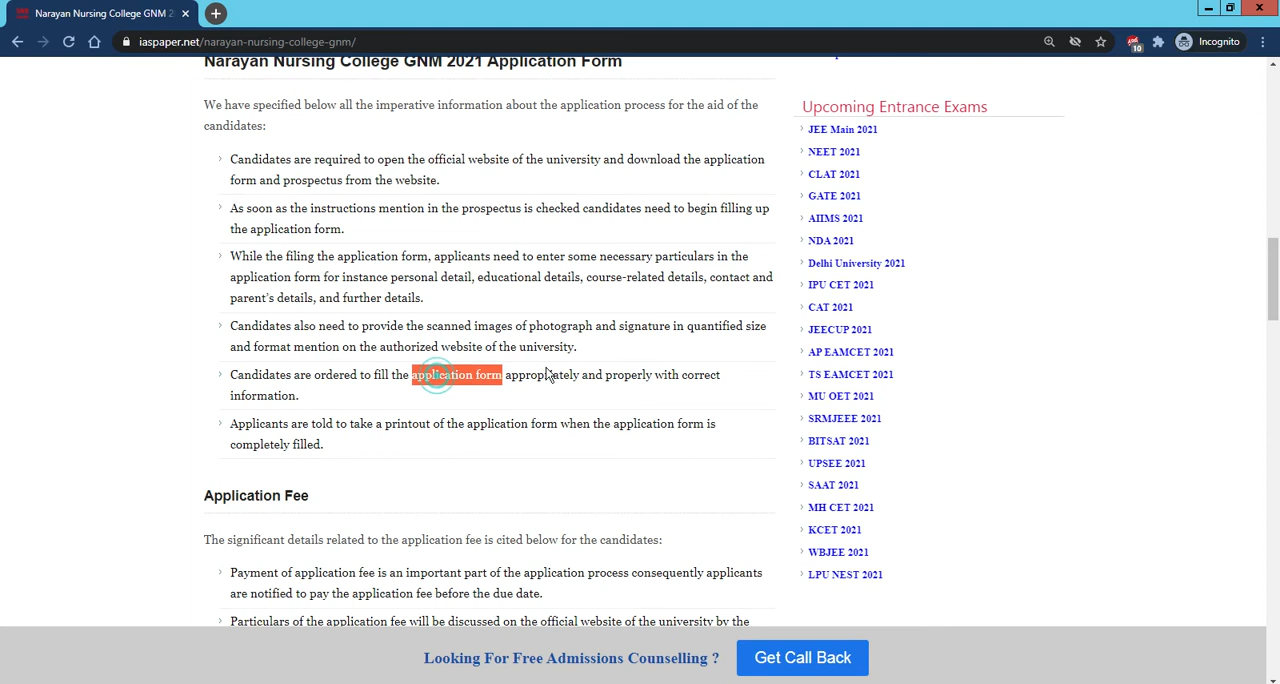 Narayan Nursing College GNM 2
iaspaper.net/narayan-nursing-college-gnm/
10
Incognito
Narayan Nursing College GNM 2021 Application Form
We have specified below all the imperative information about the application process for the aid of the
candidates:
Candidates are required to open the official website of the university and download the application
form and prospectus from the website.
As soon as the instructions mention in the prospectus is checked candidates need to begin filling up
the application form.
While the filing the application form, applicants need to enter some necessary particulars in the
application form for instance personal detail, educational details, course-related details, contact and
parent's details, and further details.
Candidates also need to provide the scanned images of photograph and signature in quantified size
and format mention on the authorized website of the university.
Candidates are ordered to fill the application form appropriately and properly with correct
information.
Applicants are told to take a printout of the application form when the application form is
completely filled.
Application Fee
The significant details related to the application fee is cited below for the candidates:
Payment of application fee is an important part of the application process consequently applicants
are notified to pay the application fee before the due date.
Particulars of the application fee will be discussed on the official website of the university by the
Upcoming Entrance Exams
JEE Main 2021
NEET 2021
CLAT 2021
GATE 2021
AIIMS 2021
NDA 2021
Delhi University 2021
IPU CET 2021
CAT 2021
JEECUP 2021
AP EAMCET 2021
TS EAMCET 2021
MU OET 2021
SRMJEEE 2021
BITSAT 2021
UPSEE 2021
SAAT 2021
MH CET 2021
KCET 2021
WBJEE 2021
LPU NEST 2021
Looking For Free Admissions Counselling ?
Get Call Back